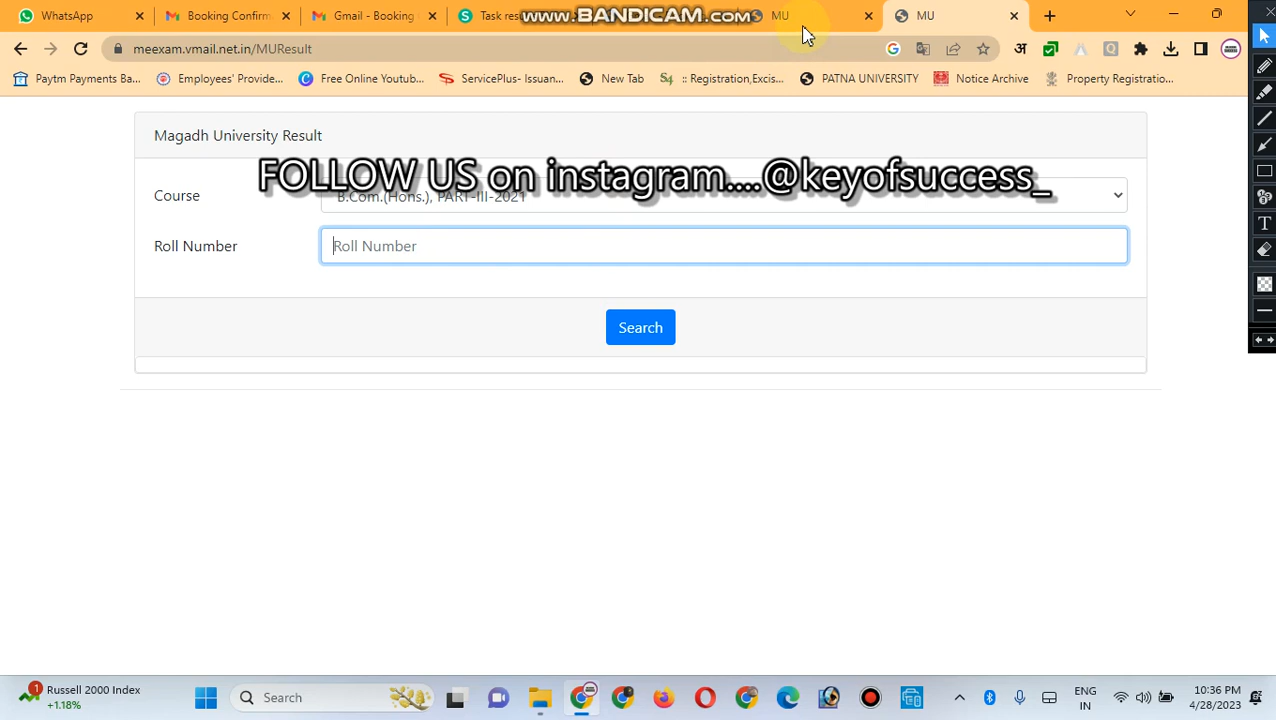 WhatsApp
Booking Confirm
Gmail - Booking
Task res
www.BANDICAM.com
MU
MU
meexam.vmail.net.in/MUResult
अ
Paytm Payments Ba...
Employees' Provide...
Free Online Youtub...
ServicePlus- Issuan...
New Tab
:: Registration,Excis...
PATNA UNIVERSITY
Notice Archive
Property Registratio...
Magadh University Result
FOLLOW US on instagram....@keyofsuccess_
Course
B.Com.(Hons.), PART-III-2021
Roll Number
Roll Number
Search
1
Russell 2000 Index
+1.18%
Search
ENG
IN
10:36 PM
4/28/2023